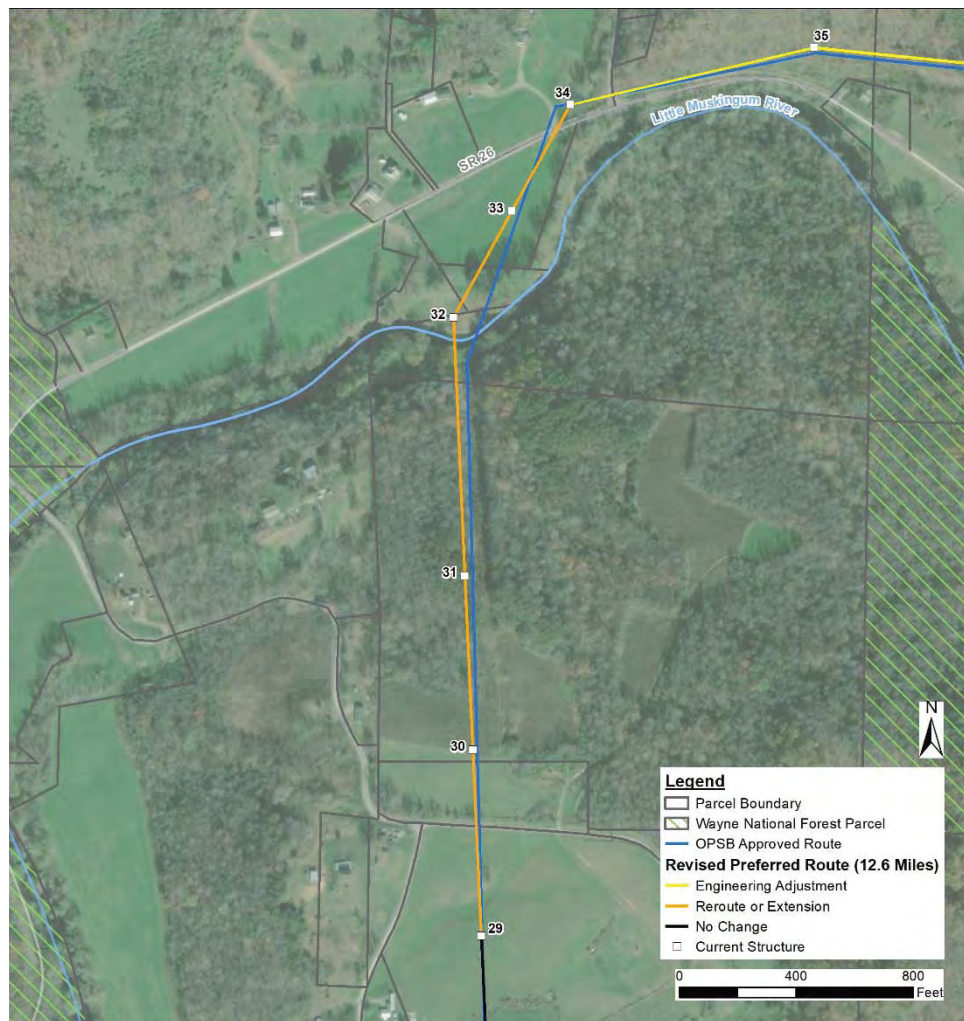 35
34
Little Muskingum River
SR 26
33
32
31
30
29
N
Legend
Parcel Boundary
Wayne National Forest Parcel
OPSB Approved Route
Revised Preferred Route (12.6 Miles)
Engineering Adjustment
Reroute or Extension
No Change
Current Structure
0 400 800
Feet